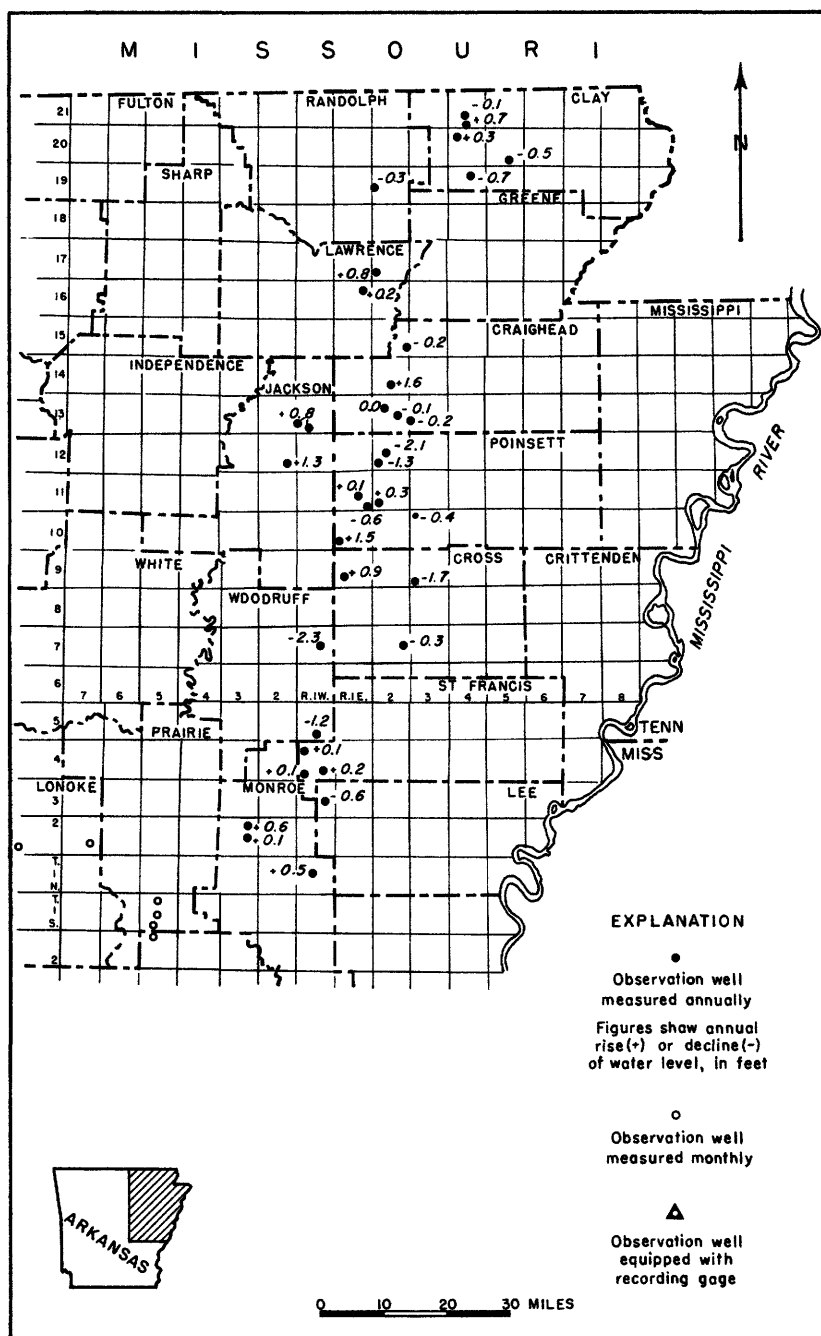 M I S S O U R I
FULTON
RANDOLPH
CLAY
21
- 0.1
+ 0.7
20
+ 0.3
- 0.5
SHARP
19
- 0.3
- 0.7
N
GREENE
18
LAWRENCE
17
+ 0.8
16
+ 0.2
MISSISSIPPI
CRAIGHEAD
15
- 0.2
INDEPENDENCE
14
JACKSON
+ 1.6
13
+ 0.8
0.0
- 0.1
- 0.2
POINSETT
12
- 2.1
+ 1.3
- 1.3
RIVER
11
+ 0.1
+ 0.3
- 0.6
- 0.4
10
+ 1.5
WHITE
CROSS
CRITTENDEN
9
+ 0.9
- 1.7
WOODRUFF
8
MISSISSIPPI
7
- 2.3
- 0.3
6
ST FRANCIS
7 6 5 4 3 2 R.IW. R.IE. 2 3 4 5 6 7 8
5
- 1.2
PRAIRIE
TENN
MISS
4
+ 0.1
+ 0.1
+ 0.2
LONOKE
MONROE
LEE
3
- 0.6
2
+ 0.6
+ 0.1
T.
I
N.
+ 0.5
T.
I
S.
2
EXPLANATION
Observation well
measured annually
Figures show annual
rise(+) or decline(-)
of water level, in feet
Observation well
measured monthly
Observation well
equipped with
recording gage
ARKANSAS
0 10 20 30 MILES